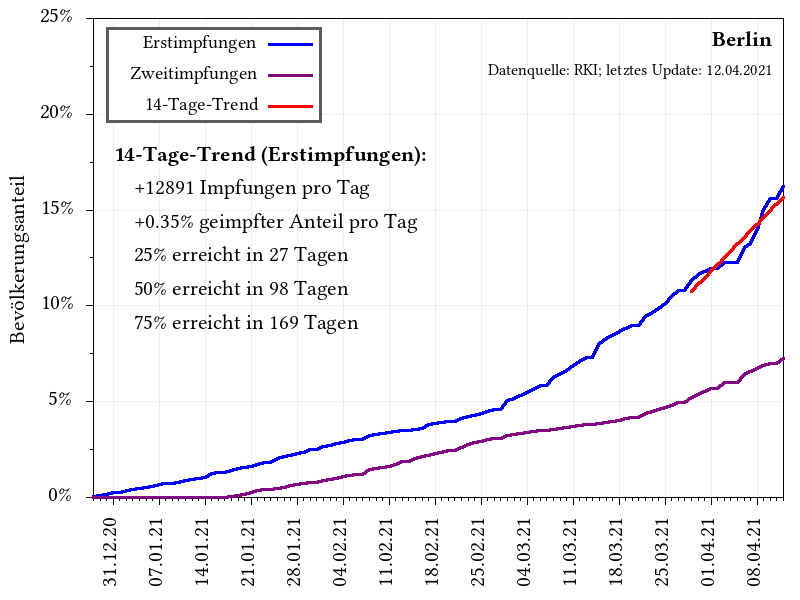 25%
20%
15%
10%
5%
0%
Bevölkerungsanteil
Erstimpfungen
Zweitimpfungen
14-Tage-Trend
Berlin
Datenquelle: RKI; letztes Update: 12.04.2021
14-Tage-Trend (Erstimpfungen):
+12891 Impfungen pro Tag
+0.35% geimpfter Anteil pro Tag
25% erreicht in 27 Tagen
50% erreicht in 98 Tagen
75% erreicht in 169 Tagen
31.12.20
07.01.21
14.01.21
21.01.21
28.01.21
04.02.21
11.02.21
18.02.21
25.02.21
04.03.21
11.03.21
18.03.21
25.03.21
01.04.21
08.04.21